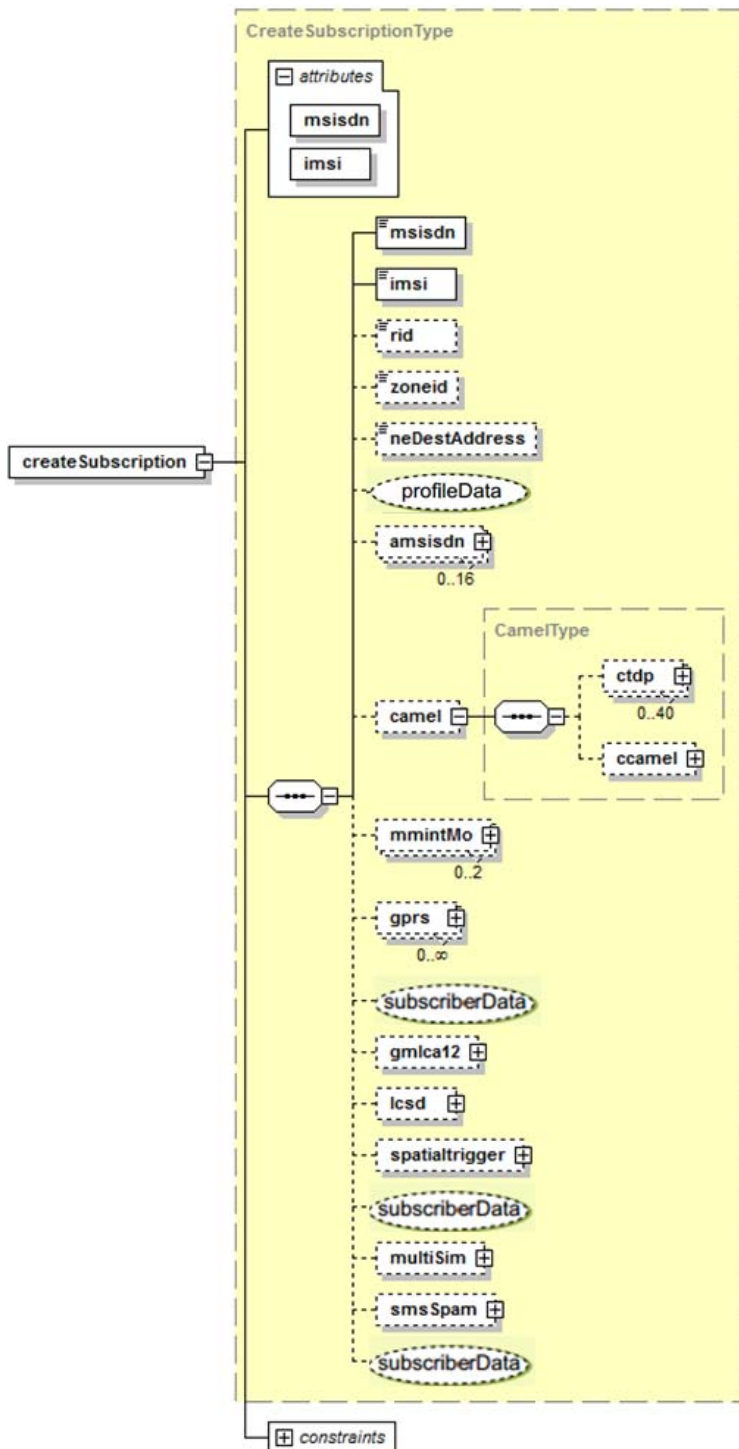 CreateSubscriptionType
attributes
msisdn
imsi
msisdn
imsi
rid
zoneid
createSubscription
neDestAddress
profileData
amsisdn
0..16
CamelType
ctdp
0..40
camel
ccamel
mmintMo
0..2
gprs
0..∞
subscriberData
gmlca12
lcsd
spatialtrigger
subscriberData
multiSim
smsSpam
subscriberData
constraints